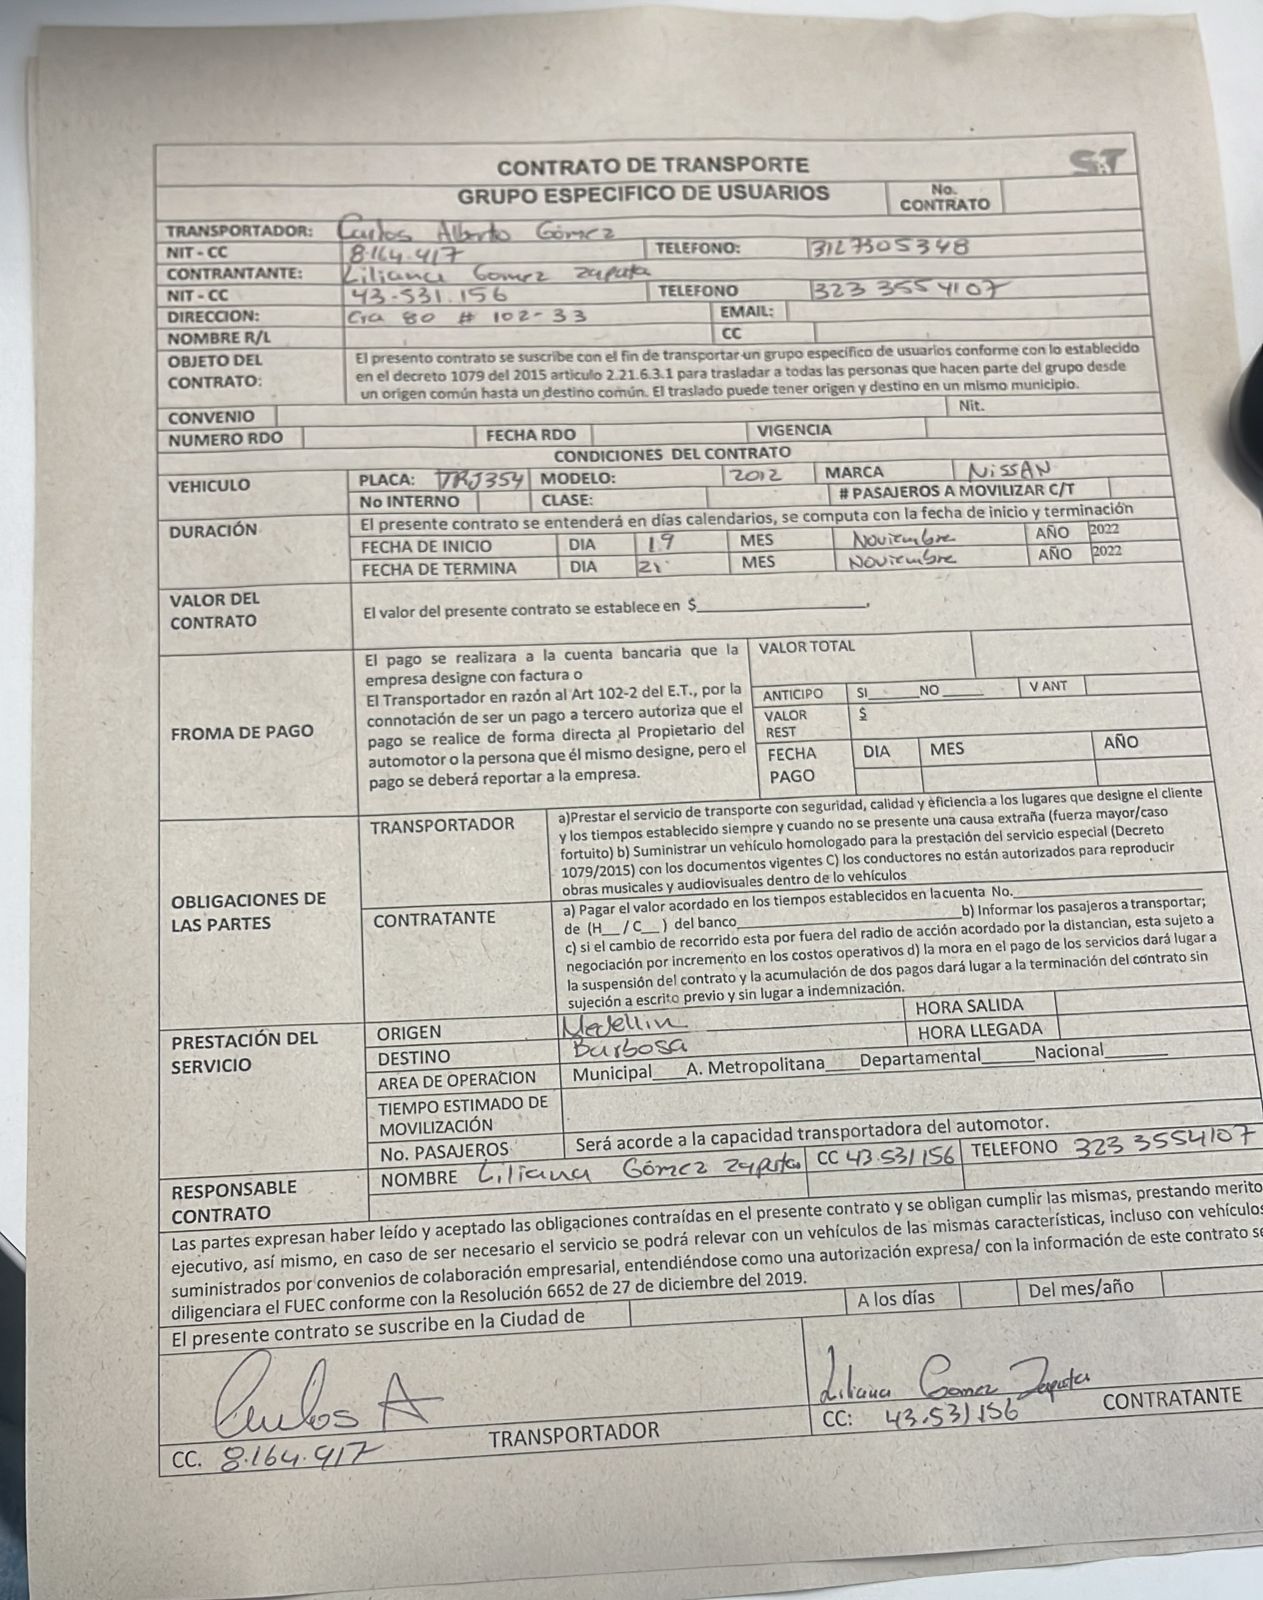 CONTRATO DE TRANSPORTE
S.T
GRUPO ESPECIFICO DE USUARIOS
No. CONTRATO
TRANSPORTADOR: Carlos Alberto Gómez
NIT - CC 8.164.417 TELEFONO: 3127305348
CONTRANTANTE: Liliana Gomez Zapata
NIT - CC 43.531.156 TELEFONO 323 3554107
DIRECCION: Cra 80 # 102-33 EMAIL:
NOMBRE R/L CC
OBJETO DEL CONTRATO:
El presento contrato se suscribe con el fin de transportar un grupo específico de usuarios conforme con lo establecido
en el decreto 1079 del 2015 articulo 2.21.6.3.1 para trasladar a todas las personas que hacen parte del grupo desde
un origen común hasta un destino común. El traslado puede tener origen y destino en un mismo municipio.
CONVENIO Nit.
NUMERO RDO FECHA RDO VIGENCIA
CONDICIONES DEL CONTRATO
VEHICULO PLACA: TRJ354 MODELO: 2012 MARCA NISSAN
No INTERNO CLASE: # PASAJEROS A MOVILIZAR C/T
DURACIÓN El presente contrato se entenderá en días calendarios, se computa con la fecha de inicio y terminación
FECHA DE INICIO DIA 19 MES Noviembre AÑO 2022
FECHA DE TERMINA DIA 21 MES Noviembre AÑO 2022
VALOR DEL CONTRATO
El valor del presente contrato se establece en $____________________.
FROMA DE PAGO
El pago se realizara a la cuenta bancaria que la
empresa designe con factura o
El Transportador en razón al Art 102-2 del E.T., por la
connotación de ser un pago a tercero autoriza que el
pago se realice de forma directa al Propietario del
automotor o la persona que él mismo designe, pero el
pago se deberá reportar a la empresa.
VALOR TOTAL
ANTICIPO SI______NO_____ V ANT
VALOR REST $
FECHA PAGO DIA MES AÑO
OBLIGACIONES DE LAS PARTES
TRANSPORTADOR
a)Prestar el servicio de transporte con seguridad, calidad y eficiencia a los lugares que designe el cliente
y los tiempos establecido siempre y cuando no se presente una causa extraña (fuerza mayor/caso
fortuito) b) Suministrar un vehículo homologado para la prestación del servicio especial (Decreto
1079/2015) con los documentos vigentes C) los conductores no están autorizados para reproducir
obras musicales y audiovisuales dentro de lo vehículos
CONTRATANTE
a) Pagar el valor acordado en los tiempos establecidos en la cuenta No.____________________
de (H__/C__) del banco____________________b) Informar los pasajeros a transportar;
c) si el cambio de recorrido esta por fuera del radio de acción acordado por la distancian, esta sujeto a
negociación por incremento en los costos operativos d) la mora en el pago de los servicios dará lugar a
la suspensión del contrato y la acumulación de dos pagos dará lugar a la terminación del contrato sin
sujeción a escrito previo y sin lugar a indemnización.
PRESTACIÓN DEL SERVICIO
ORIGEN Medellin HORA SALIDA
DESTINO Barbosa HORA LLEGADA
AREA DE OPERACION Municipal____A. Metropolitana____Departamental______Nacional_______
TIEMPO ESTIMADO DE MOVILIZACIÓN
No. PASAJEROS Será acorde a la capacidad transportadora del automotor.
RESPONSABLE CONTRATO
NOMBRE Liliana Gómez Zapata CC 43.531156 TELEFONO 323 3554107
Las partes expresan haber leído y aceptado las obligaciones contraídas en el presente contrato y se obligan cumplir las mismas, prestando merito
ejecutivo, así mismo, en caso de ser necesario el servicio se podrá relevar con un vehículos de las mismas características, incluso con vehículos
suministrados por convenios de colaboración empresarial, entendiéndose como una autorización expresa/ con la información de este contrato se
diligenciara el FUEC conforme con la Resolución 6652 de 27 de diciembre del 2019.
El presente contrato se suscribe en la Ciudad de A los días Del mes/año
Carlos A
Liliana Gomez Zapata
CC. 8.164.417 TRANSPORTADOR
CC: 43.531156 CONTRATANTE